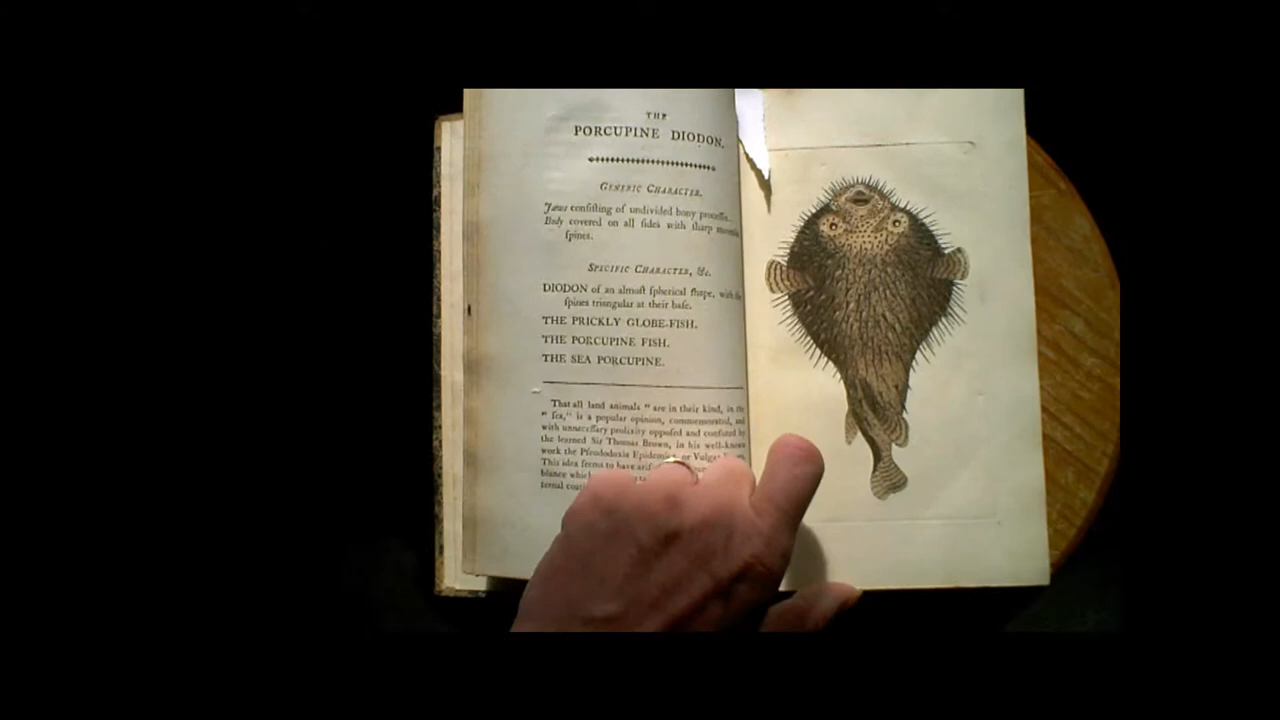 THE
PORCUPINE DIODON.
GENERIC CHARACTER.
Jaws conſiſting of undivided bony proceſſes.
Body covered on all ſides with ſharp
ſpines.
SPECIFIC CHARACTER, &c.
DIODON of an almoſt ſpherical ſhape, with the
ſpines triangular at their baſe.
THE PRICKLY GLOBE-FISH.
THE PORCUPINE FISH.
THE SEA PORCUPINE.
That all land animals “ are in their kind, in the
“ ſea,” is a popular opinion, commemorated, and
with unneceſſary prolixity oppoſed and confuted by
the learned Sir Thomas Brown, in his well-known
work the Pſeudodoxia Epidemica, or Vulgar
This idea ſeems to have
blance which
ternal